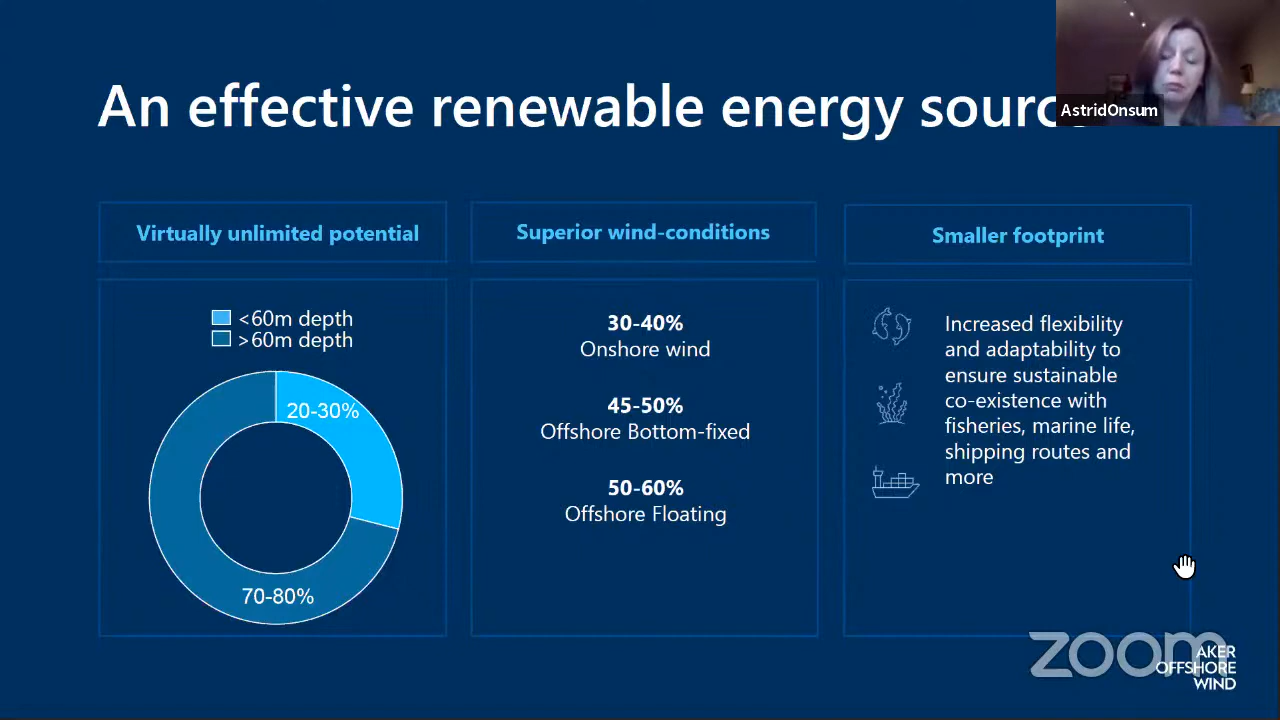 An effective renewable energy
AstridOnsum
Virtually unlimited potential
<60m depth
>60m depth
20-30%
70-80%
Superior wind-conditions
30-40%
Onshore wind
45-50%
Offshore Bottom-fixed
50-60%
Offshore Floating
Smaller footprint
Increased flexibility
and adaptability to
ensure sustainable
co-existence with
fisheries, marine life,
shipping routes and
more
zoom
AKER
OFFSHORE
WIND